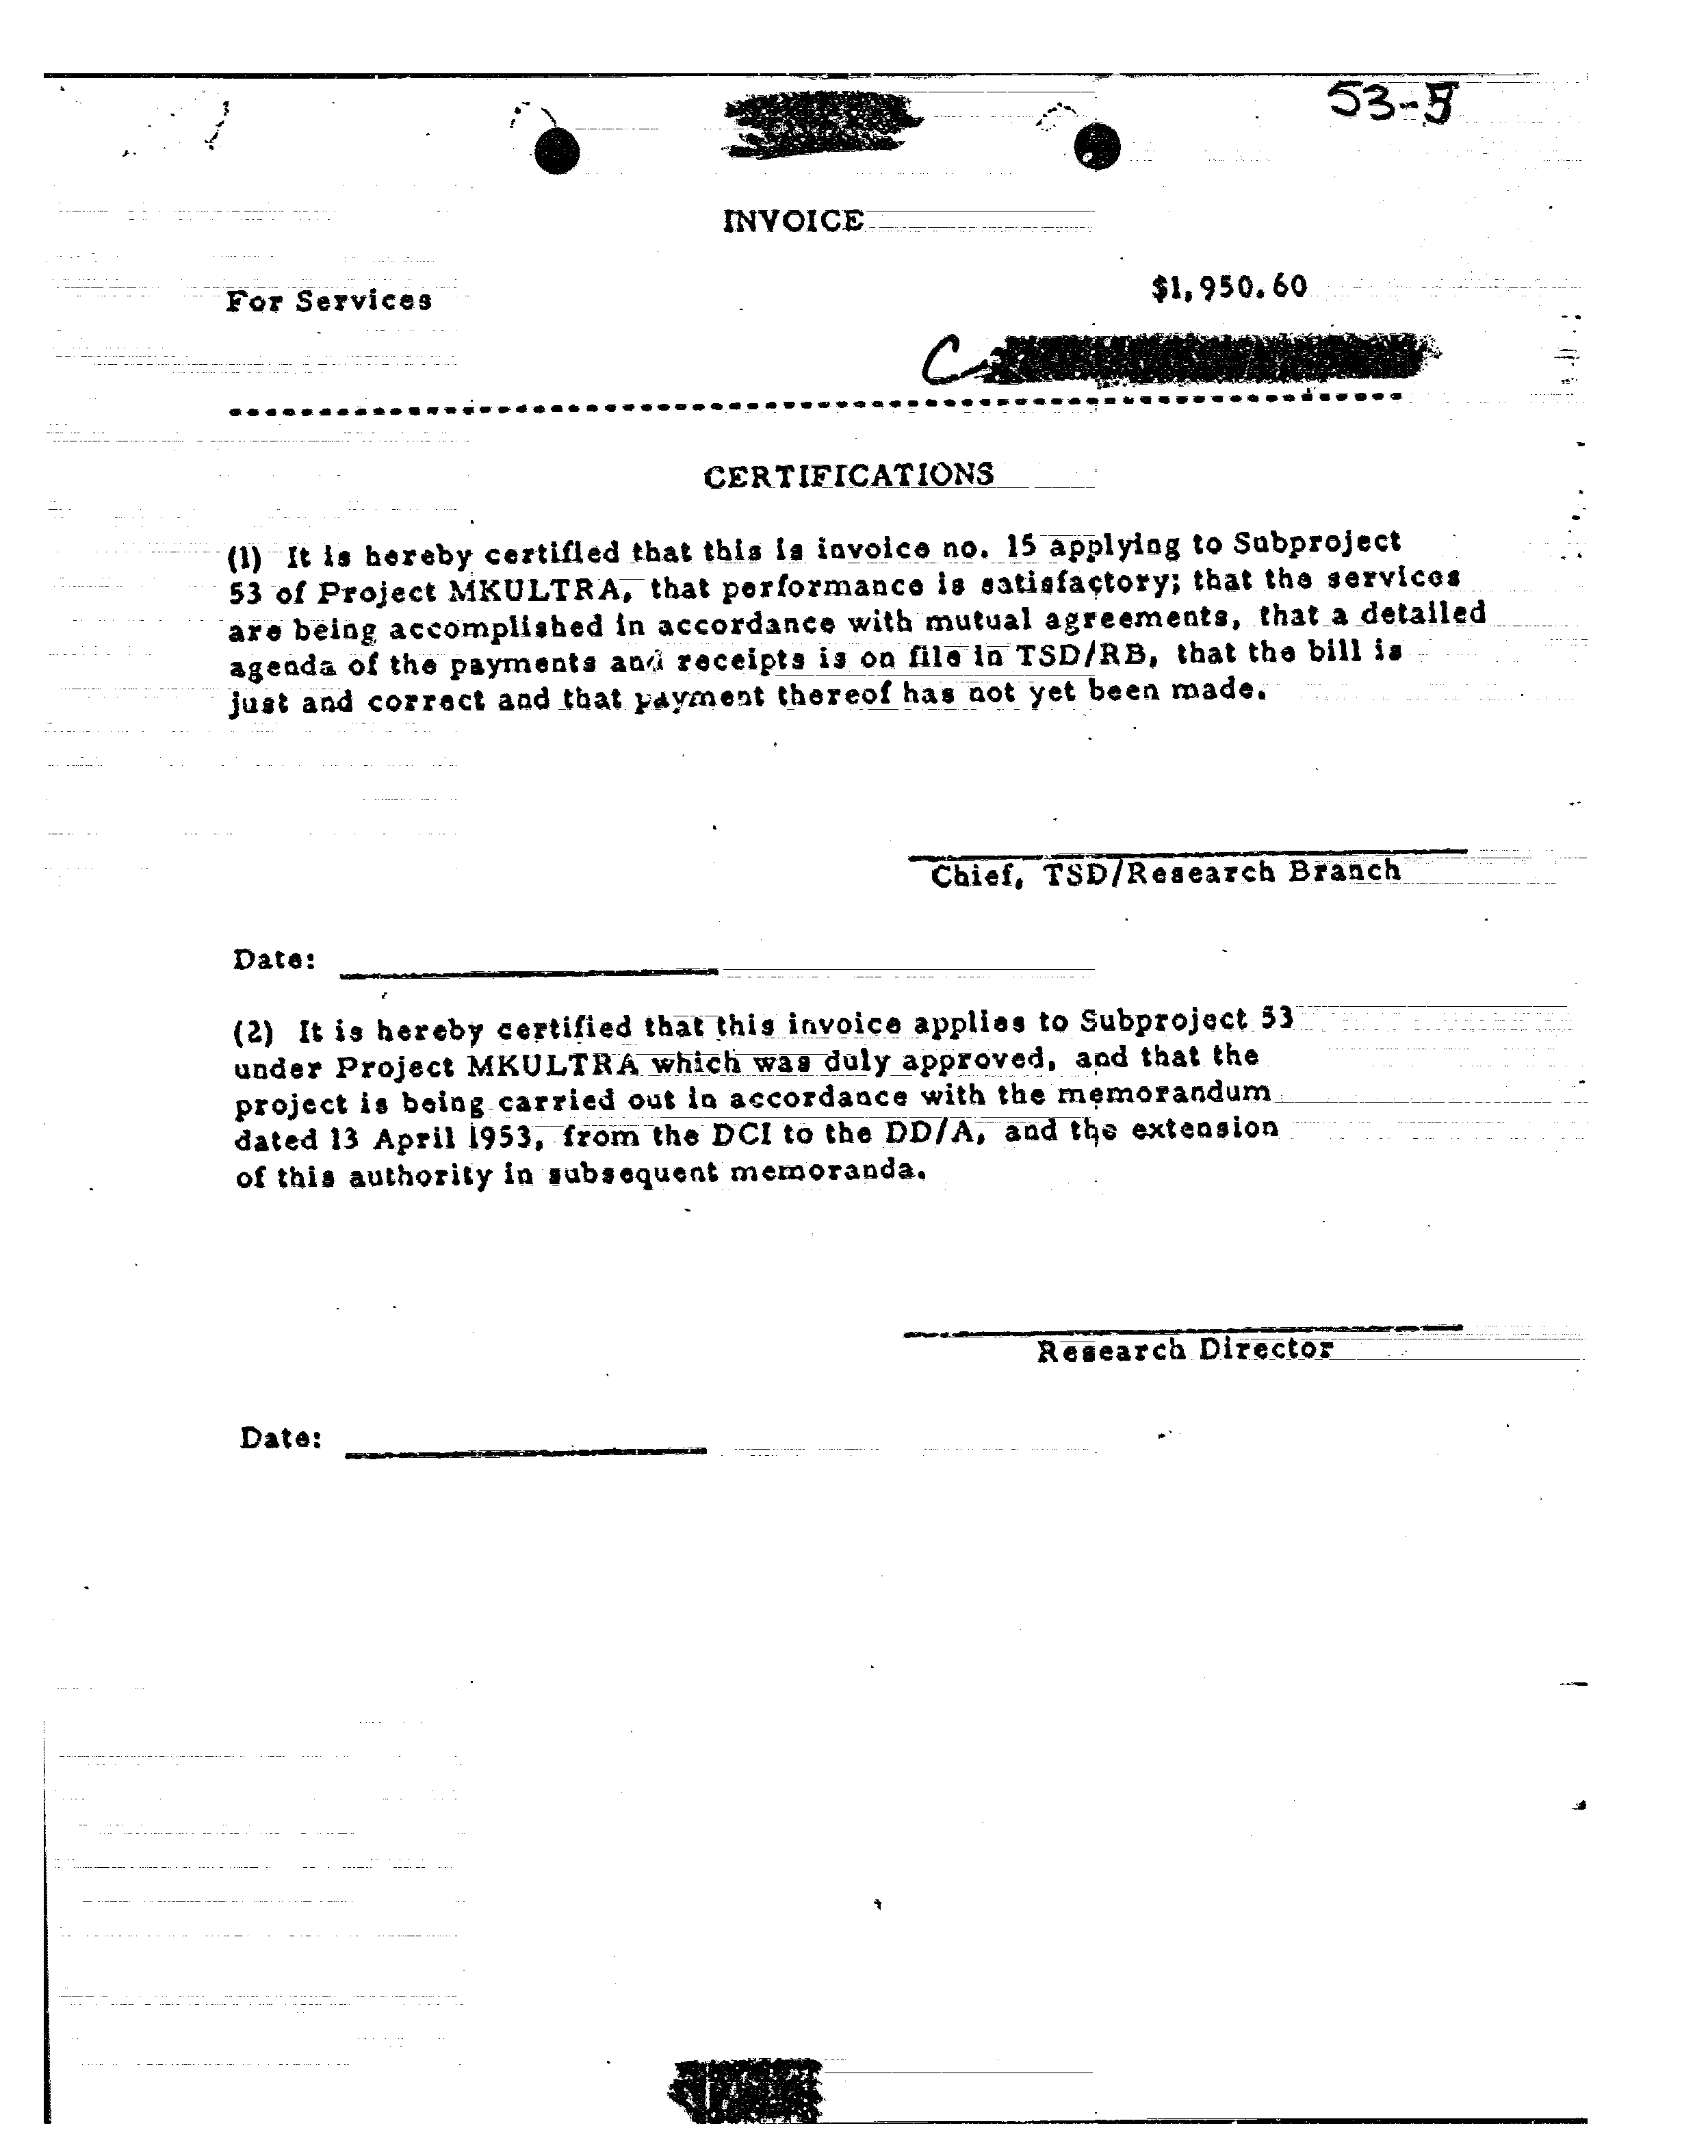 53-9
INVOICE
For Services $1,950.60
C
CERTIFICATIONS
(1) It is hereby certified that this is invoice no. 15 applying to Subproject
53 of Project MKULTRA, that performance is satisfactory; that the services
are being accomplished in accordance with mutual agreements, that a detailed
agenda of the payments and receipts is on file in TSD/RB, that the bill is
just and correct and that payment thereof has not yet been made.
Chief, TSD/Research Branch
Date:
(2) It is hereby certified that this invoice applies to Subproject 53
under Project MKULTRA which was duly approved, and that the
project is being carried out in accordance with the memorandum
dated 13 April 1953, from the DCI to the DD/A, and the extension
of this authority in subsequent memoranda.
Research Director
Date: